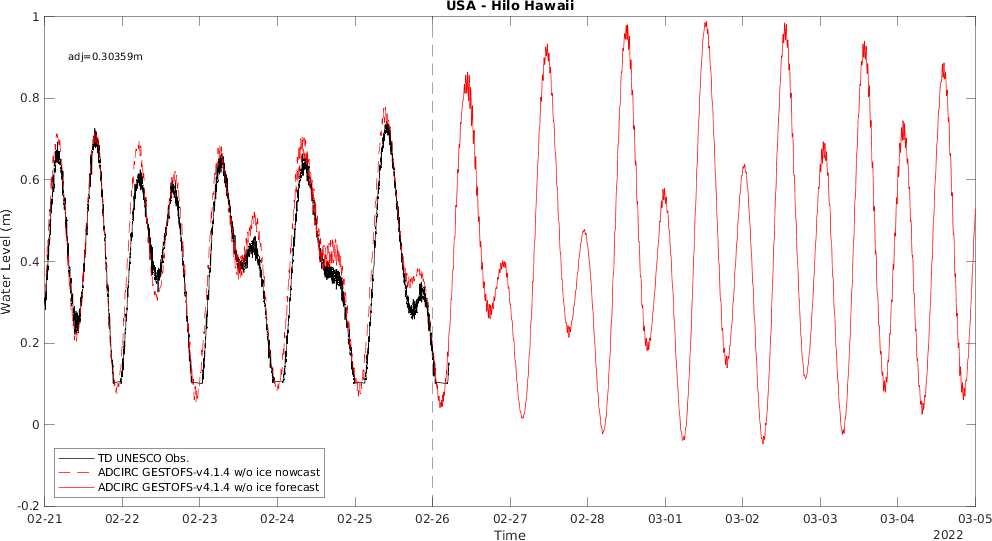 USA - Hilo Hawaii
adj=0.30359m
1
0.8
0.6
0.4
0.2
0
-0.2
Water Level (m)
TD UNESCO Obs.
ADCIRC GESTOFS-v4.1.4 w/o ice nowcast
ADCIRC GESTOFS-v4.1.4 w/o ice forecast
02-21 02-22 02-23 02-24 02-25 02-26 02-27 02-28 03-01 03-02 03-03 03-04 03-05
Time
2022